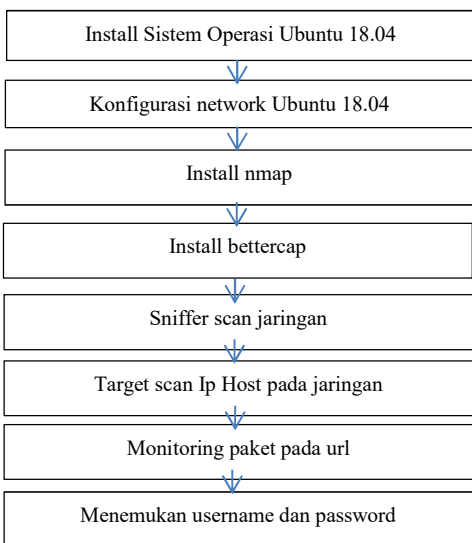 Install Sistem Operasi Ubuntu 18.04
Konfigurasi network Ubuntu 18.04
Install nmap
Install bettercap
Sniffer scan jaringan
Target scan Ip Host pada jaringan
Monitoring paket pada url
Menemukan username dan password